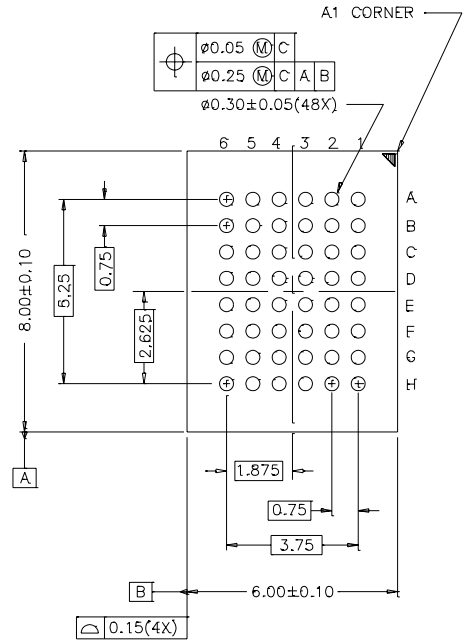 A1 CORNER
ø0.05 Ⓜ C
ø0.25 Ⓜ C A B
ø0.30±0.05(48X)
6 5 4 3 2 1
A
B
C
D
E
F
G
H
8.00±0.10
5.25
0.75
2.625
A
1.875
0.75
3.75
B
6.00±0.10
0.15(4X)